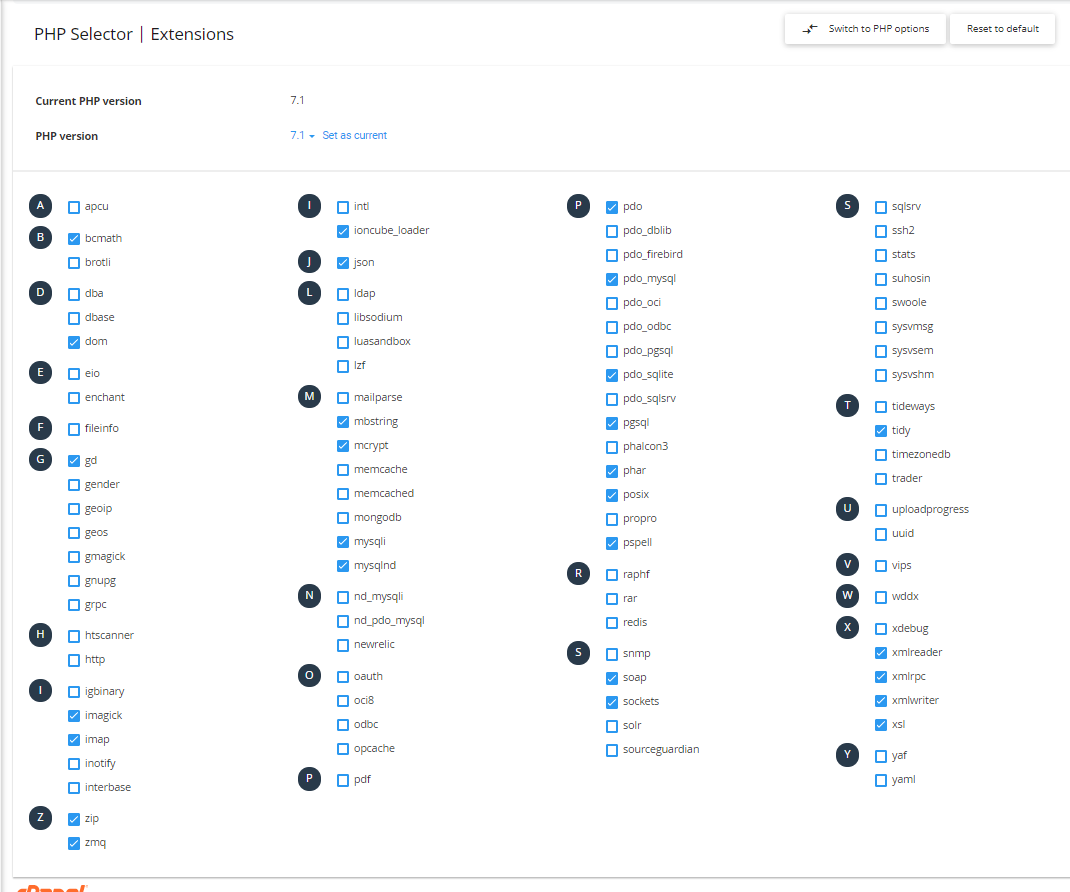 PHP Selector | Extensions
Switch to PHP options
Reset to default
Current PHP version 7.1
PHP version 7.1 Set as current
A apcu
B bcmath
brotli
D dba
dbase
dom
E eio
enchant
F fileinfo
G gd
gender
geoip
geos
gmagick
gnupg
grpc
H htscanner
http
I igbinary
imagick
imap
inotify
interbase
Z zip
zmq
I intl
ioncube_loader
J json
L ldap
libsodium
luasandbox
lzf
M mailparse
mbstring
mcrypt
memcache
memcached
mongodb
mysqli
mysqlnd
N nd_mysqli
nd_pdo_mysql
newrelic
O oauth
oci8
odbc
opcache
P pdf
P pdo
pdo_dblib
pdo_firebird
pdo_mysql
pdo_oci
pdo_odbc
pdo_pgsql
pdo_sqlite
pdo_sqlsrv
pgsql
phalcon3
phar
posix
propro
pspell
R raphf
rar
redis
S snmp
soap
sockets
solr
sourceguardian
S sqlsrv
ssh2
stats
suhosin
swoole
sysvmsg
sysvsem
sysvshm
T tideways
tidy
timezonedb
trader
U uploadprogress
uuid
V vips
W wddx
X xdebug
xmlreader
xmlrpc
xmlwriter
xsl
Y yaf
yaml